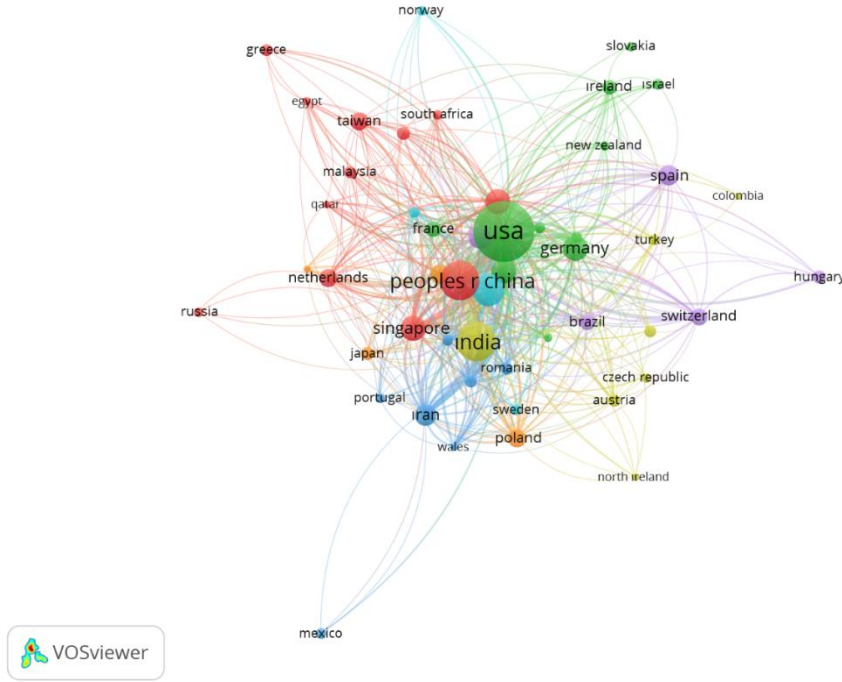 norway
greece
slovakia
ireland
israel
egypt
taiwan
south africa
new zealand
malaysia
spain
colombia
qatar
france
usa
germany
turkey
netherlands
peoples r china
hungary
russia
singapore
brazil
switzerland
india
japan
romania
czech republic
portugal
austria
iran
sweden
poland
wales
north ireland
mexico
VOSviewer